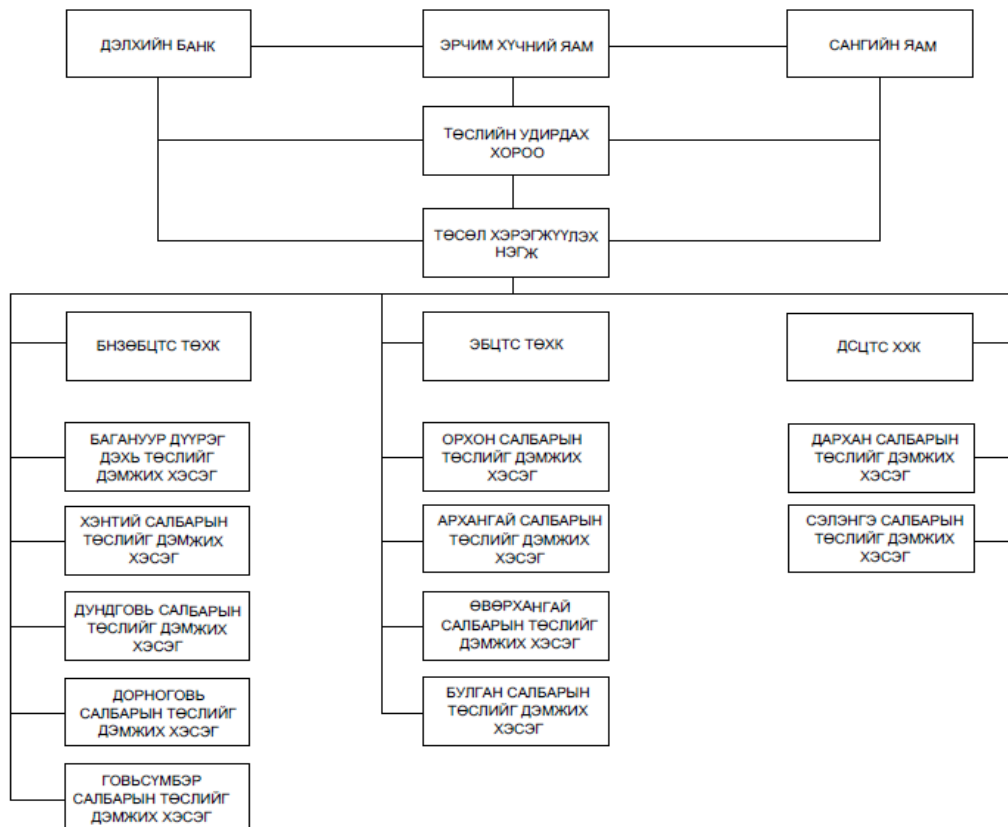 ДЭЛХИЙН БАНК
ЭРЧИМ ХҮЧНИЙ ЯАМ
САНГИЙН ЯАМ
ТӨСЛИЙН УДИРДАХ
ХОРОО
ТӨСӨЛ ХЭРЭГЖҮҮЛЭХ
НЭГЖ
БНЗӨБЦТС ТӨХК
ЭБЦТС ТӨХК
ДСЦТС ХХК
БАГАНУУР ДҮҮРЭГ
ДЭХЬ ТӨСЛИЙГ
ДЭМЖИХ ХЭСЭГ
ОРХОН САЛБАРЫН
ТӨСЛИЙГ ДЭМЖИХ
ХЭСЭГ
ДАРХАН САЛБАРЫН
ТӨСЛИЙГ ДЭМЖИХ
ХЭСЭГ
ХЭНТИЙ САЛБАРЫН
ТӨСЛИЙГ ДЭМЖИХ
ХЭСЭГ
АРХАНГАЙ САЛБАРЫН
ТӨСЛИЙГ ДЭМЖИХ
ХЭСЭГ
СЭЛЭНГЭ САЛБАРЫН
ТӨСЛИЙГ ДЭМЖИХ
ХЭСЭГ
ДУНДГОВЬ САЛБАРЫН
ТӨСЛИЙГ ДЭМЖИХ
ХЭСЭГ
ӨВӨРХАНГАЙ
САЛБАРЫН ТӨСЛИЙГ
ДЭМЖИХ ХЭСЭГ
ДОРНОГОВЬ
САЛБАРЫН ТӨСЛИЙГ
ДЭМЖИХ ХЭСЭГ
БУЛГАН САЛБАРЫН
ТӨСЛИЙГ ДЭМЖИХ
ХЭСЭГ
ГОВЬСҮМБЭР
САЛБАРЫН ТӨСЛИЙГ
ДЭМЖИХ ХЭСЭГ